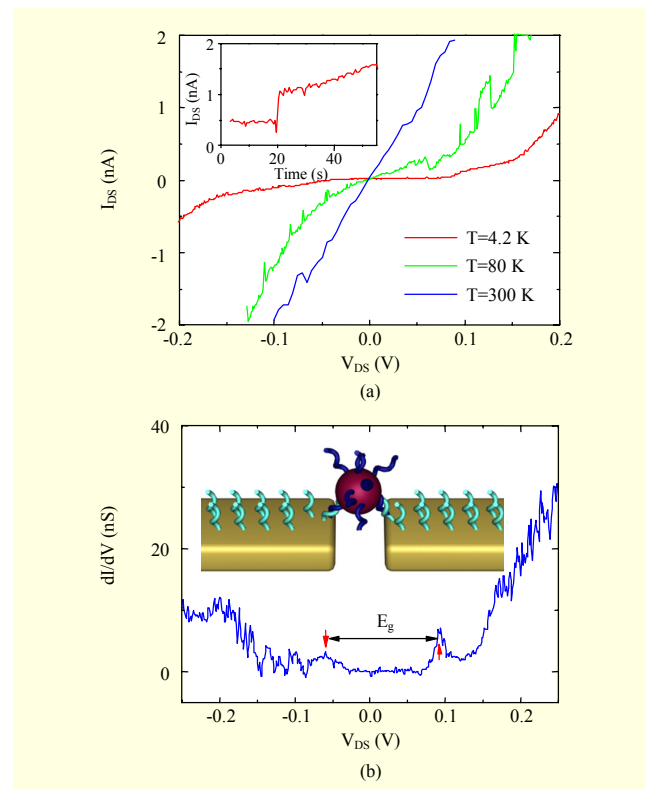 2
1
0
-1
-2
I_DS (nA)
2
1
0
I_DS (nA)
0
20
40
Time (s)
T=4.2 K
T=80 K
T=300 K
-0.2
-0.1
0.0
0.1
0.2
V_DS (V)
(a)
40
20
0
dI/dV (nS)
E_g
-0.2
-0.1
0.0
0.1
0.2
V_DS (V)
(b)